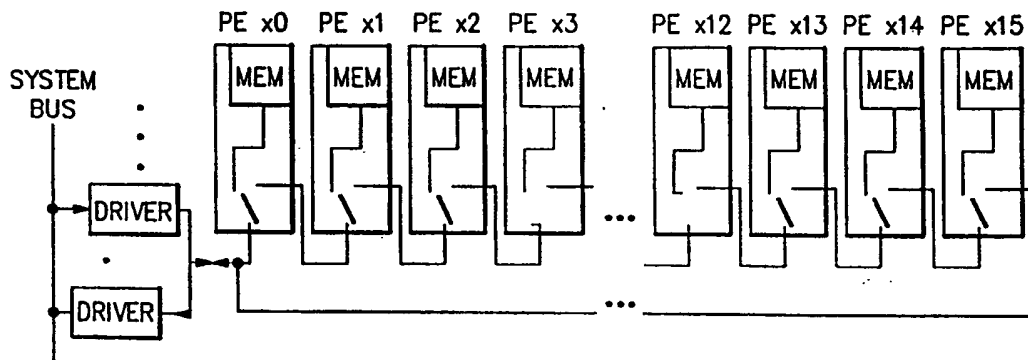 PE x0 PE x1 PE x2 PE x3 PE x12 PE x13 PE x14 PE x15
MEM MEM MEM MEM MEM MEM MEM MEM
SYSTEM
BUS
DRIVER
DRIVER